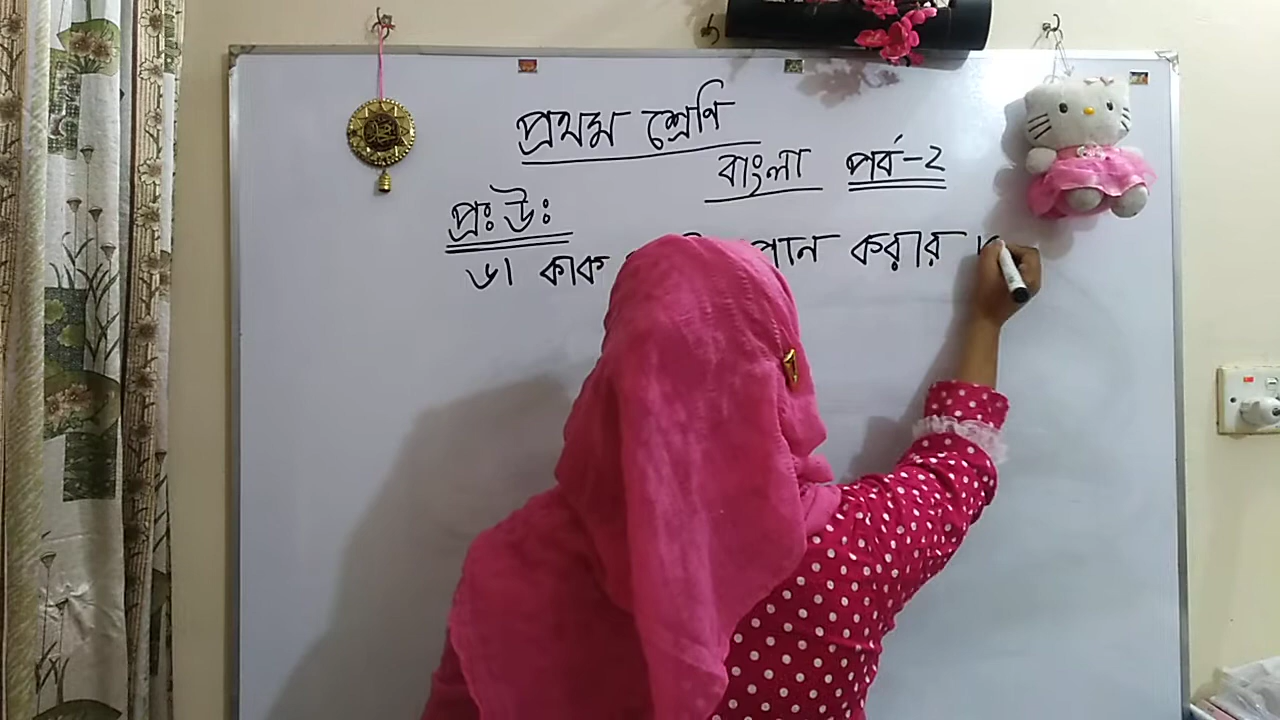 প্রথম শ্রেণি
বাংলা পর্ব-২
প্রঃ উঃ
৬। কাক পান করার